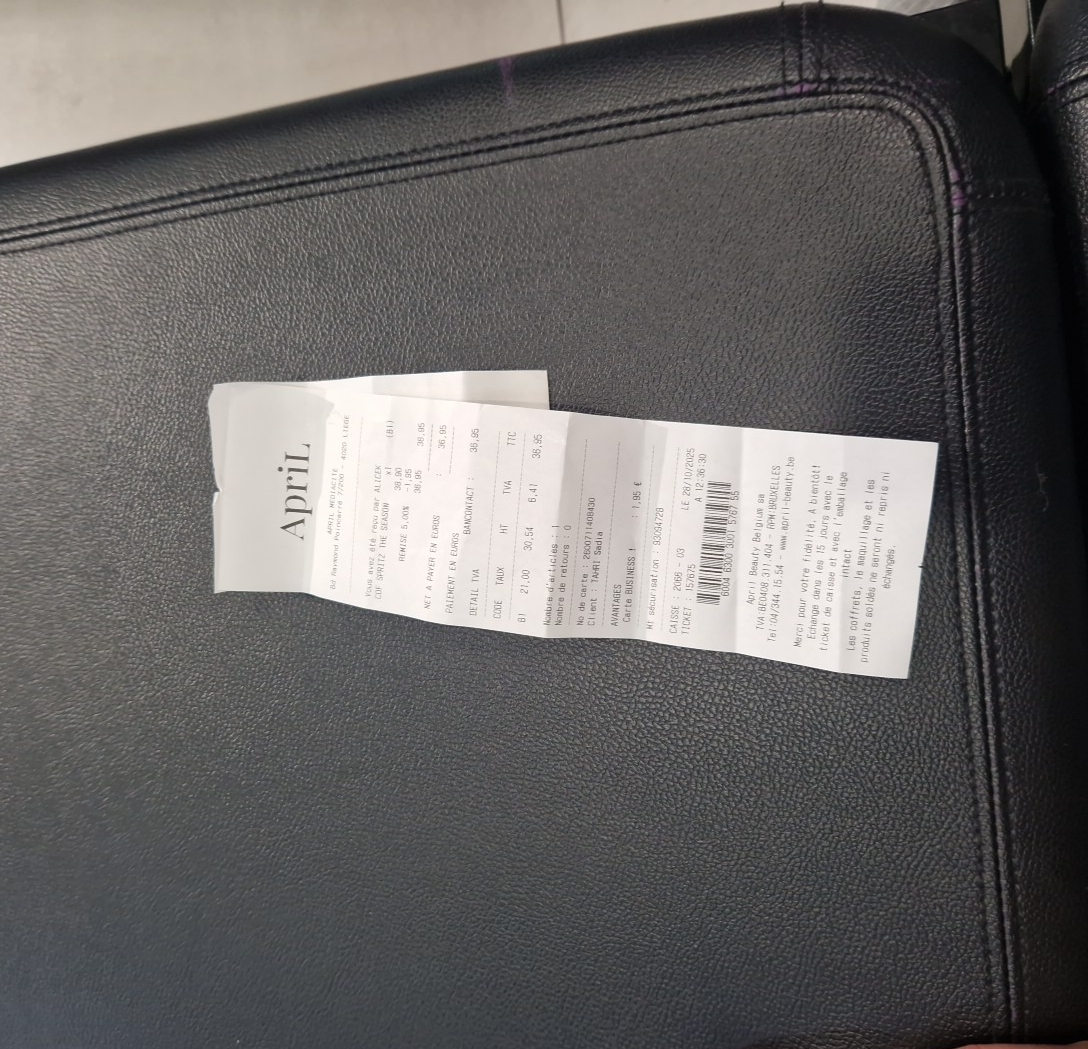 ApriL
APRIL MEDIACITE
Bd Raymond Poincarré 7/200 - 4020 LIEGE
Vous avez été reçu par ALICEK
COF SPRITZ THE SEASON (B1)
x1
38,90
REMISE 5,00% -1,95
36,95 36,95
NET A PAYER EN EUROS : 36,95
PAIEMENT EN EUROS
BANCONTACT : 36,95
DETAIL TVA
CODE TAUX HT TVA TTC
B1 21,00 30,54 6,41 36,95
Nombre d'articles : 1
Nombre de retours : 0
No de carte : 2800711408430
Client : TAHRI Sadia
AVANTAGES
Carte BUSINESS ! : 1,95 €
N° sécurisation : 93094728
CAISSE : 2066 - 03 LE 28/10/2025
TICKET : 157675 A 12:36:30
April Beauty Belgium sa
TVA:BE0408.311.404 - RPM:BRUXELLES
Tel:04/344.15.54 - www.april-beauty.be
Merci pour votre fidélité, A bientôt!
Echange dans les 15 jours avec le
ticket de caisse et avec l'emballage
intact
Les coffrets, le maquillage et les
produits soldés ne seront ni repris ni
échangés.